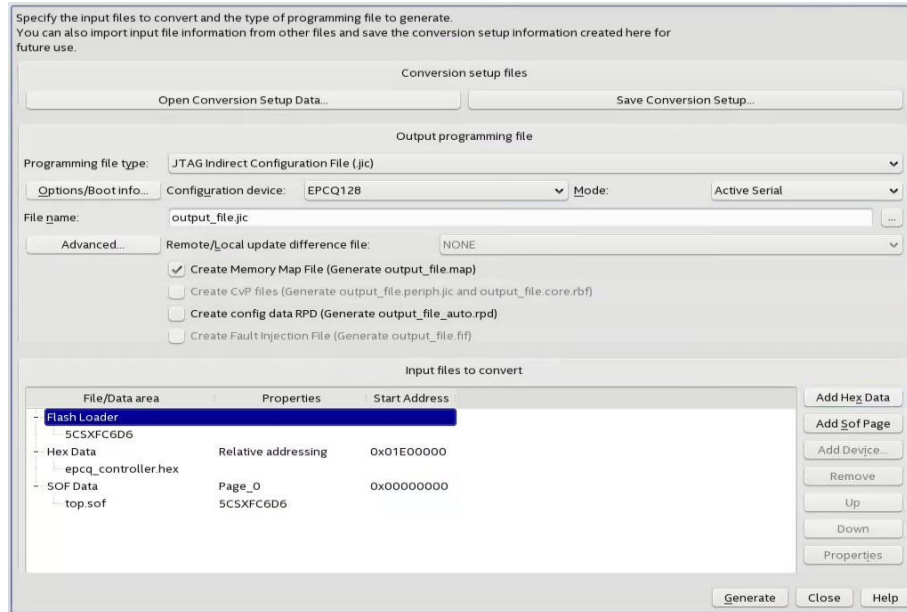 Specify the input files to convert and the type of programming file to generate.
You can also import input file information from other files and save the conversion setup information created here for
future use.
Conversion setup files
Open Conversion Setup Data... Save Conversion Setup...
Output programming file
Programming file type: JTAG Indirect Configuration File (.jic)
Options/Boot info... Configuration device: EPCQ128 Mode: Active Serial
File name: output_file.jic ...
Advanced... Remote/Local update difference file: NONE
Create Memory Map File (Generate output_file.map)
Create CvP files (Generate output_file.periph.jic and output_file.core.rbf)
Create config data RPD (Generate output_file_auto.rpd)
Create Fault Injection File (Generate output_file.fif)
Input files to convert
File/Data area Properties Start Address Add Hex Data
Flash Loader Add Sof Page
5CSXFC6D6 Add Device...
Hex Data Relative addressing 0x01E00000
epcq_controller.hex Remove
SOF Data Page_0 0x00000000
top.sof 5CSXFC6D6 Up
Down
Properties
Generate Close Help